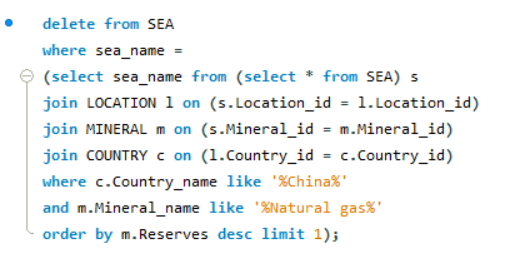 delete from SEA
where sea_name =
(select sea_name from (select * from SEA) s
join LOCATION l on (s.Location_id = l.Location_id)
join MINERAL m on (s.Mineral_id = m.Mineral_id)
join COUNTRY c on (l.Country_id = c.Country_id)
where c.Country_name like '%China%'
and m.Mineral_name like '%Natural gas%'
order by m.Reserves desc limit 1);